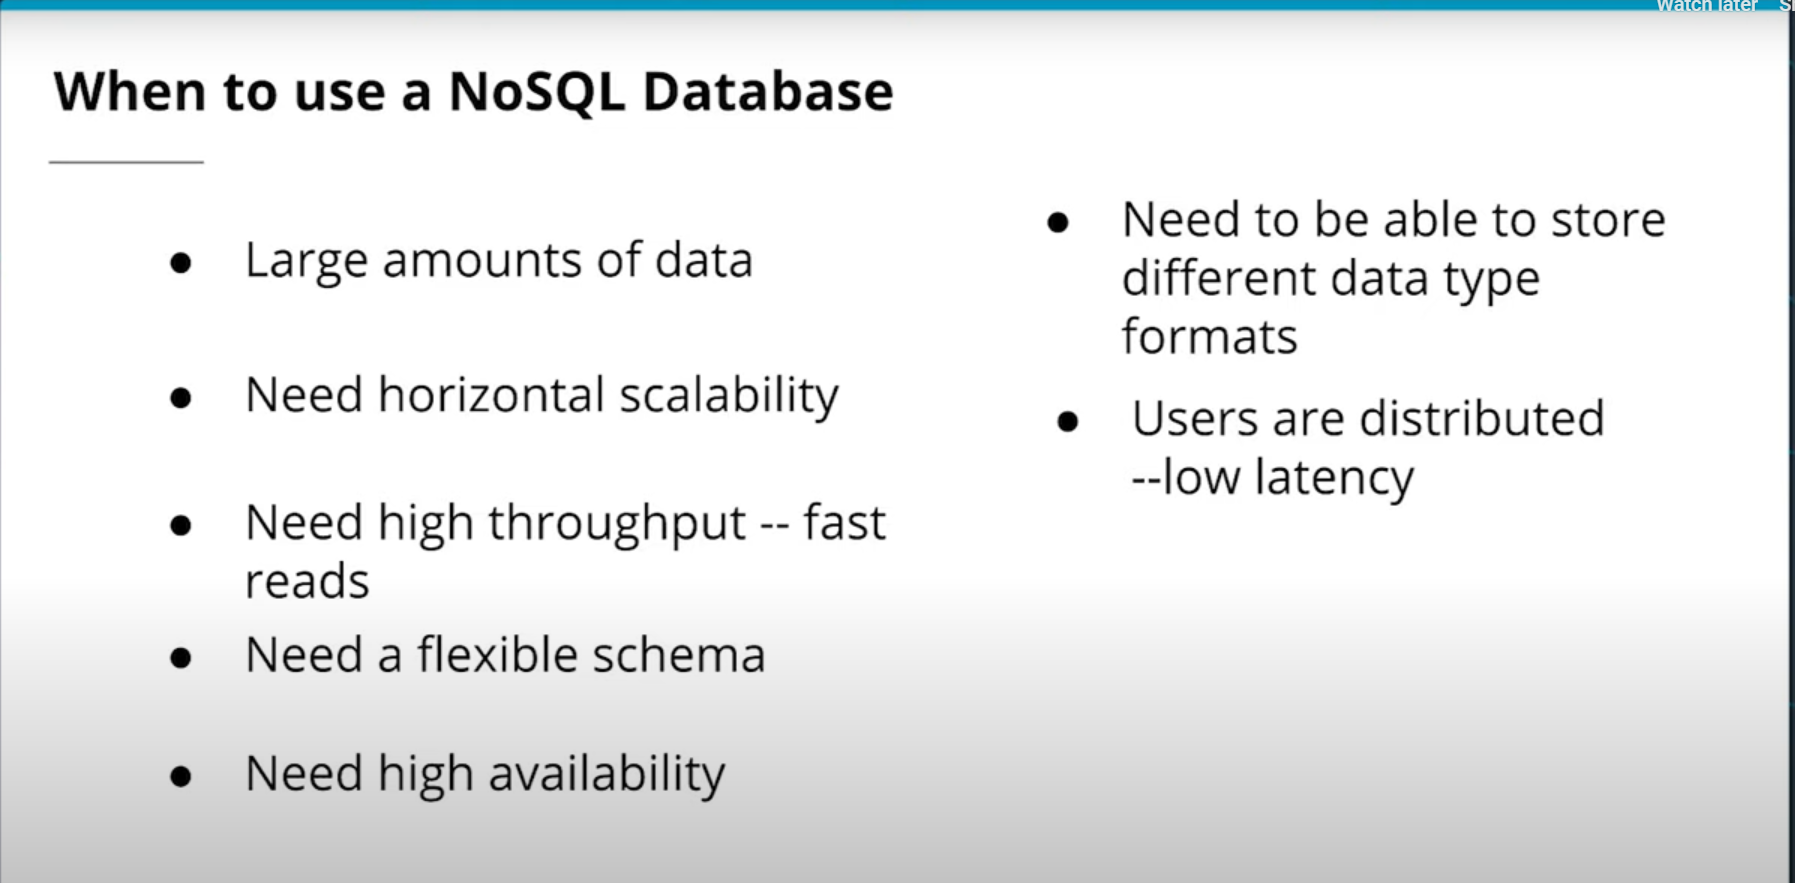 Watch later
When to use a NoSQL Database
Large amounts of data
Need horizontal scalability
Need high throughput -- fast
reads
Need a flexible schema
Need high availability
Need to be able to store
different data type
formats
Users are distributed
--low latency